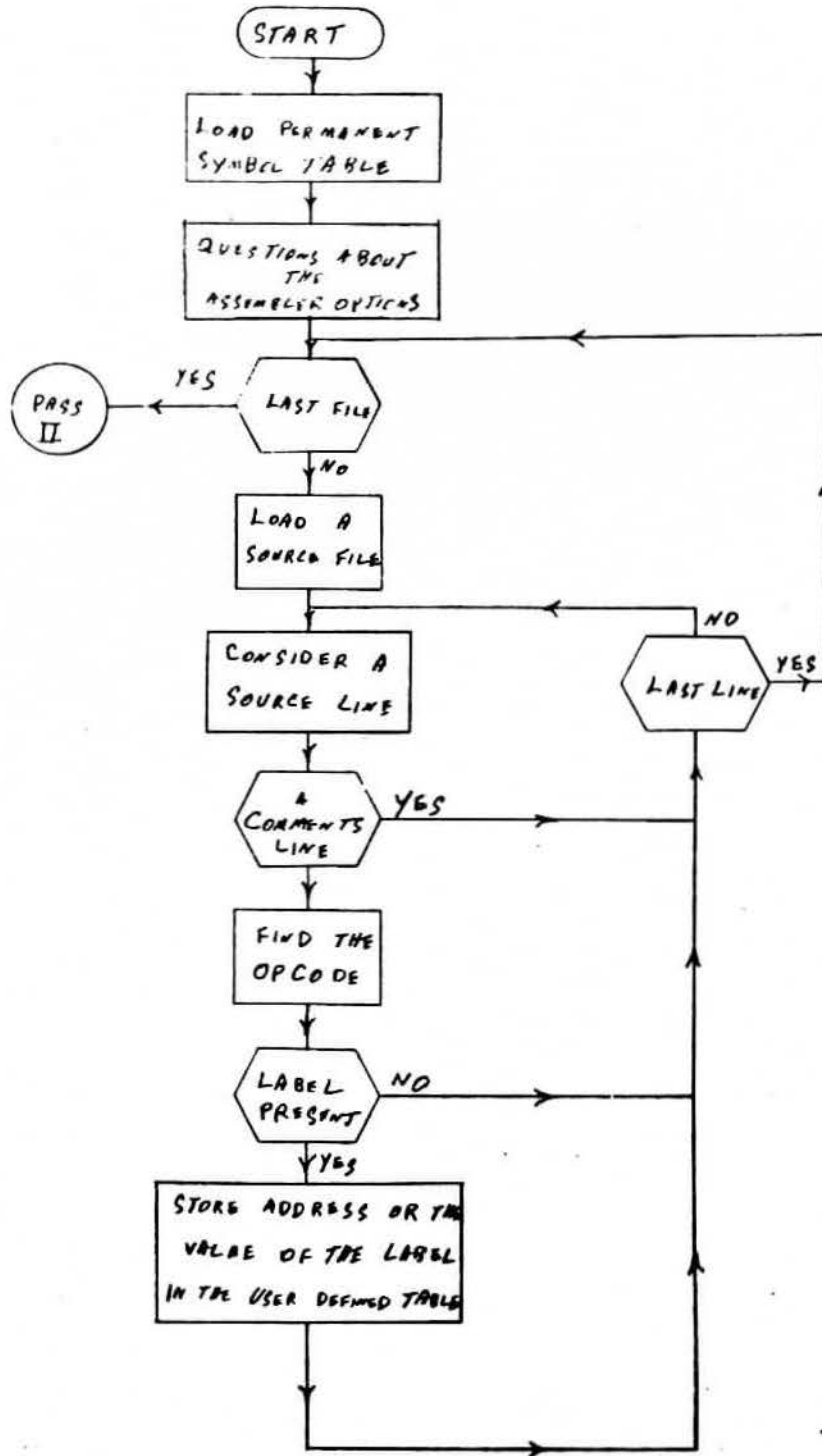 START
LOAD PERMANENT
SYMBOL TABLE
QUESTIONS ABOUT
THE
ASSEMBLER OPTIONS
YES
PASS
II
LAST FILE
NO
LOAD A
SOURCE FILE
NO
CONSIDER A
SOURCE LINE
LAST LINE
YES
A
COMMENTS
LINE
YES
FIND THE
OPCODE
LABEL
PRESENT
NO
YES
STORE ADDRESS OR THE
VALUE OF THE LABEL
IN THE USER DEFINED TABLE